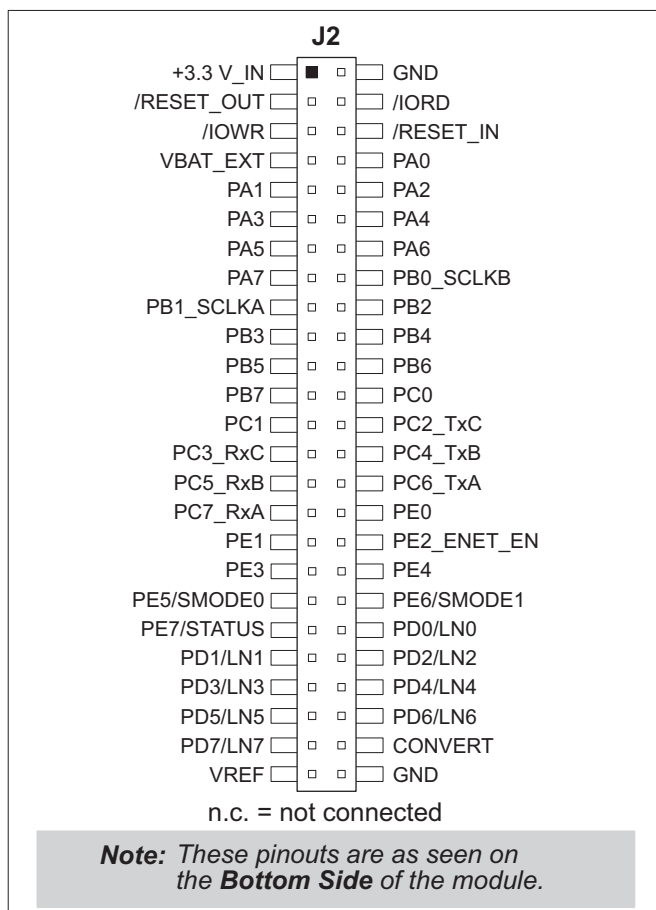 J2
+3.3 V_IN GND
/RESET_OUT /IORD
/IOWR /RESET_IN
VBAT_EXT PA0
PA1 PA2
PA3 PA4
PA5 PA6
PA7 PB0_SCLKB
PB1_SCLKA PB2
PB3 PB4
PB5 PB6
PB7 PC0
PC1 PC2_TxC
PC3_RxC PC4_TxB
PC5_RxB PC6_TxA
PC7_RxA PE0
PE1 PE2_ENET_EN
PE3 PE4
PE5/SMODE0 PE6/SMODE1
PE7/STATUS PD0/LN0
PD1/LN1 PD2/LN2
PD3/LN3 PD4/LN4
PD5/LN5 PD6/LN6
PD7/LN7 CONVERT
VREF GND
n.c. = not connected
Note: These pinouts are as seen on
the Bottom Side of the module.